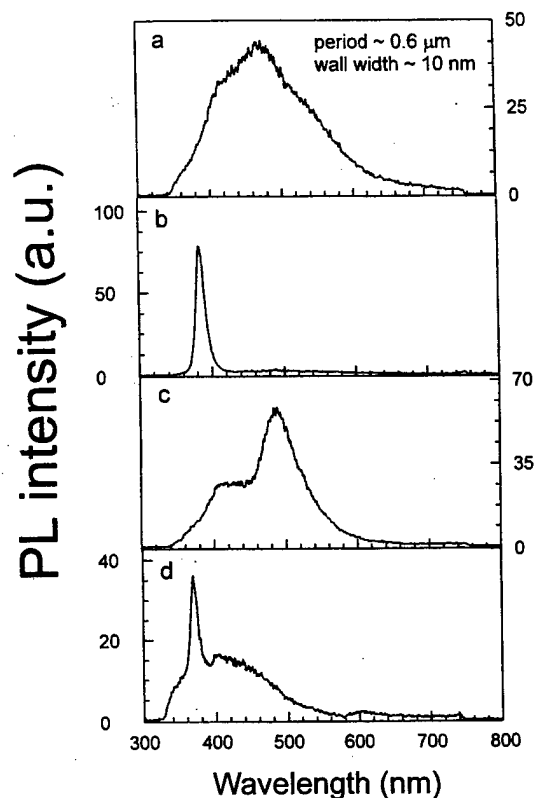 a
period ~ 0.6 μm
wall width ~ 10 nm
50
25
0
b
100
50
0
c
70
35
0
d
40
20
0
300 400 500 600 700 800
Wavelength (nm)
PL intensity (a.u.)